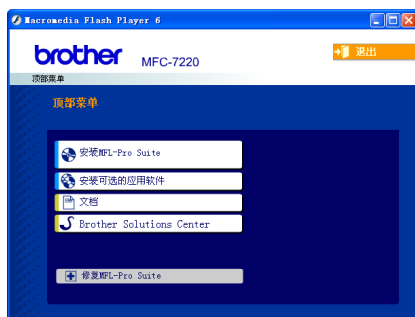 Macromedia Flash Player 6
brother
MFC-7220
退出
顶部菜单
顶部菜单
安装MFL-Pro Suite
安装可选的应用软件
文档
Brother Solutions Center
修复MFL-Pro Suite